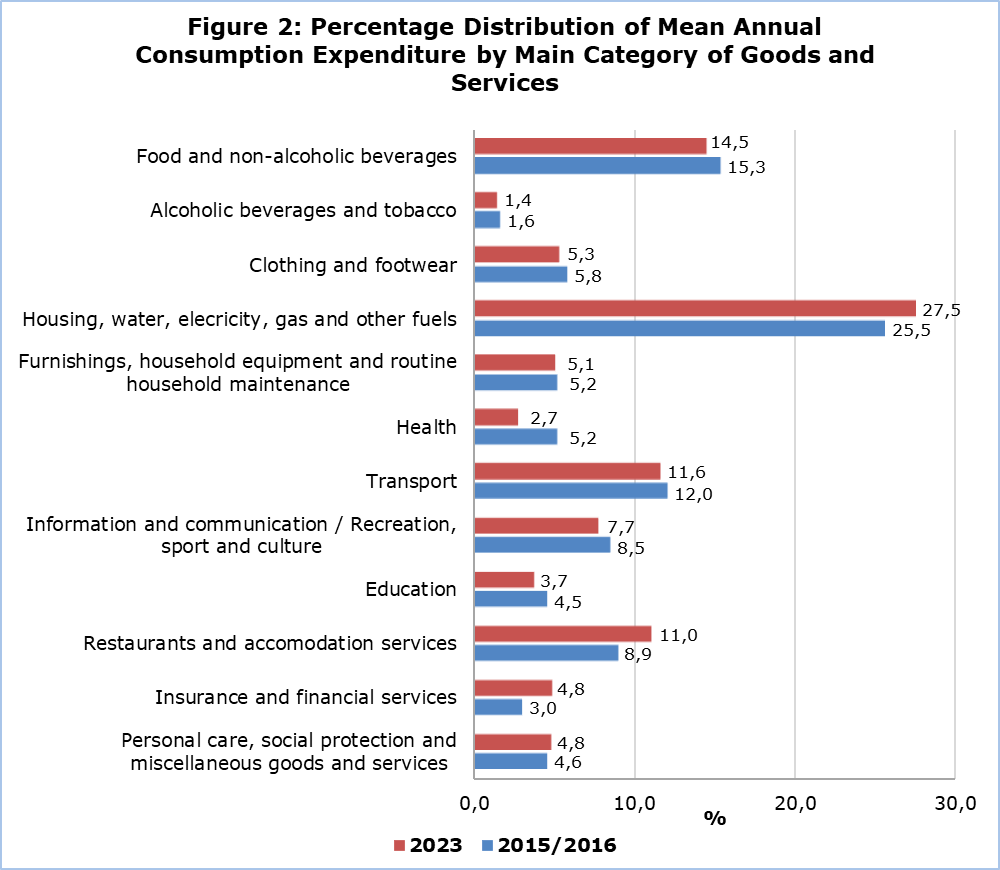 Figure 2: Percentage Distribution of Mean Annual
Consumption Expenditure by Main Category of Goods and
Services
Food and non-alcoholic beverages
14,5
15,3
Alcoholic beverages and tobacco
1,4
1,6
Clothing and footwear
5,3
5,8
Housing, water, elecricity, gas and other fuels
27,5
25,5
Furnishings, household equipment and routine
household maintenance
5,1
5,2
Health
2,7
5,2
Transport
11,6
12,0
Information and communication / Recreation,
sport and culture
7,7
8,5
Education
3,7
4,5
Restaurants and accomodation services
11,0
8,9
Insurance and financial services
4,8
3,0
Personal care, social protection and
miscellaneous goods and services
4,8
4,6
0,0 10,0 20,0 30,0
%
2023 2015/2016